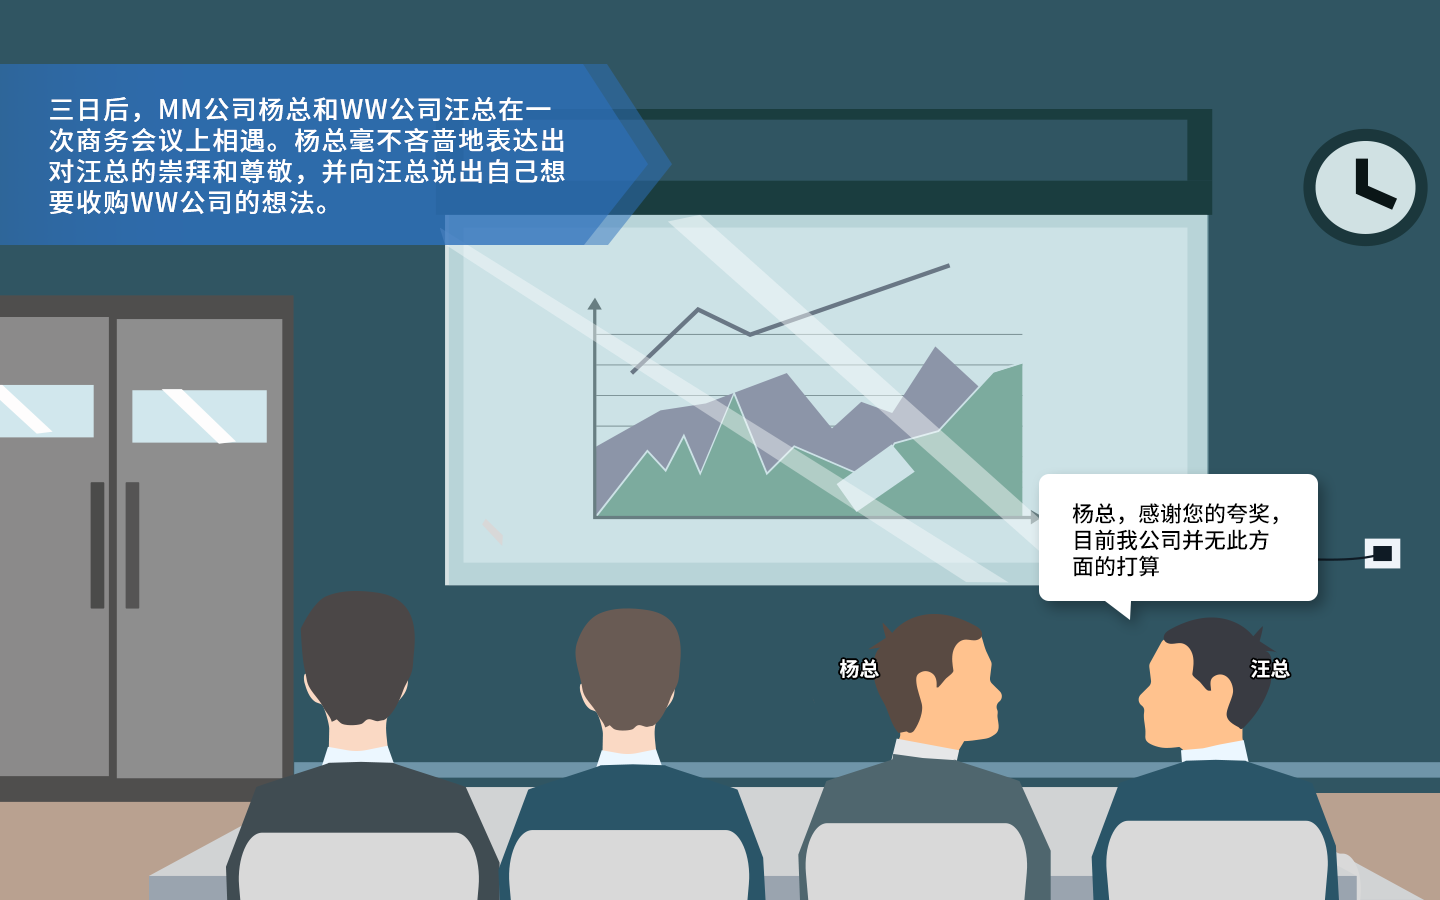 三日后，MM公司杨总和WW公司汪总在一
次商务会议上相遇。杨总毫不吝啬地表达出
对汪总的崇拜和尊敬，并向汪总说出自己想
要收购WW公司的想法。
杨总，感谢您的夸奖，
目前我公司并无此方
面的打算
杨总
汪总